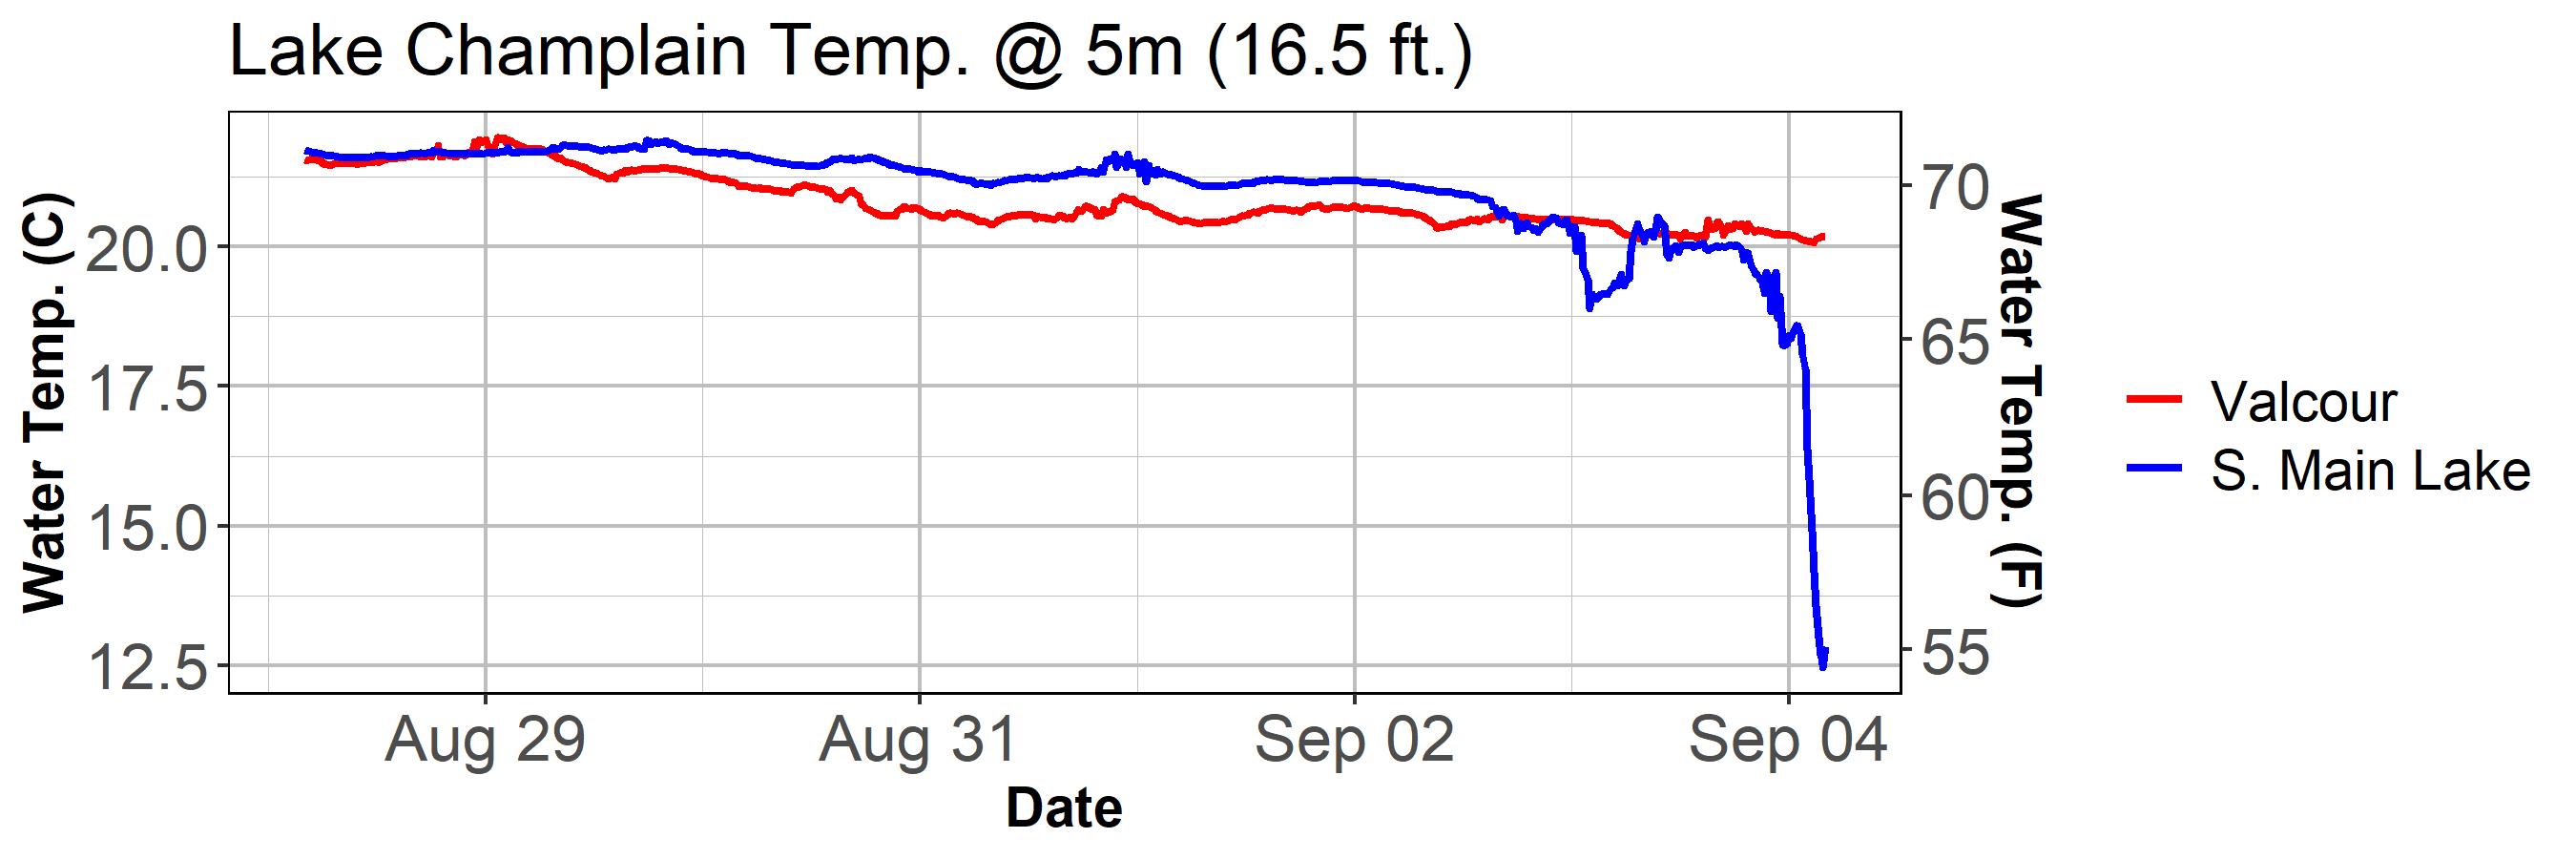 Lake Champlain Temp. @ 5m (16.5 ft.)
Water Temp. (C)
20.0
17.5
15.0
12.5
70
65
60
55
Water Temp. (F)
Aug 29
Aug 31
Sep 02
Sep 04
Date
Valcour
S. Main Lake